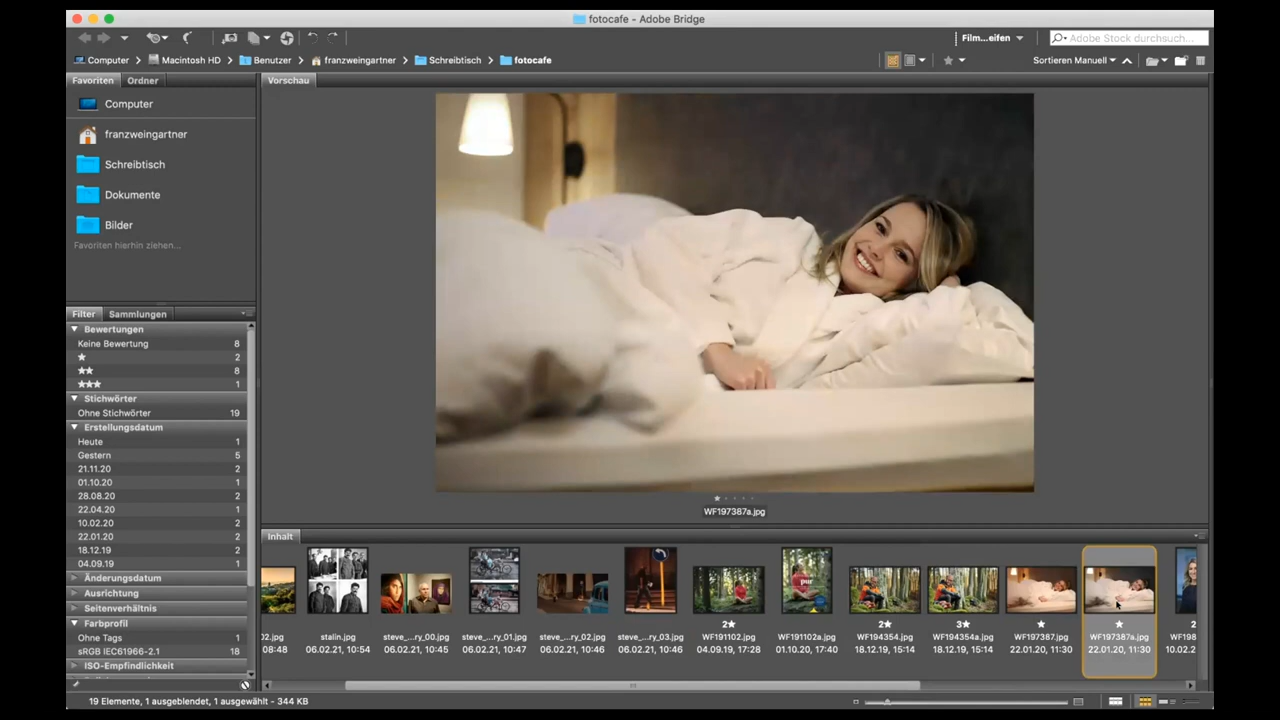 fotocafe – Adobe Bridge
Film...eifen
Adobe Stock durchsuch...
Computer
Macintosh HD
Benutzer
franzweingartner
Schreibtisch
fotocafe
Sortieren Manuell
Favoriten
Ordner
Computer
franzweingartner
Schreibtisch
Dokumente
Bilder
Favoriten hierhin ziehen...
Vorschau
WF197387a.jpg
Filter
Sammlungen
Bewertungen
Keine Bewertung 8
★ 2
★★ 8
★★★ 1
Stichwörter
Ohne Stichwörter 19
Erstellungsdatum
Heute 1
Gestern 5
21.11.20 2
01.10.20 1
28.08.20 2
22.04.20 1
10.02.20 2
22.01.20 2
18.12.19 2
04.09.19 1
Änderungsdatum
Ausrichtung
Seitenverhältnis
Farbprofil
Ohne Tags 1
sRGB IEC61966-2.1 18
ISO-Empfindlichkeit
Inhalt
02.jpg
08:48
stalin.jpg
06.02.21, 10:54
steve_...ry_00.jpg
06.02.21, 10:46
steve_...ry_01.jpg
06.02.21, 10:47
steve_...ry_02.jpg
06.02.21, 10:46
steve_...ry_03.jpg
06.02.21, 10:46
2★
WF191102.jpg
04.09.19, 17:28
pur
WF191102a.jpg
01.10.20, 17:40
2★
WF194354.jpg
18.12.19, 15:14
3★
WF194354a.jpg
18.12.19, 15:14
★
WF197387.jpg
22.01.20, 11:30
★
WF197387a.jpg
22.01.20, 11:30
2
WF198
10.02.2
19 Elemente, 1 ausgeblendet, 1 ausgewählt - 344 KB